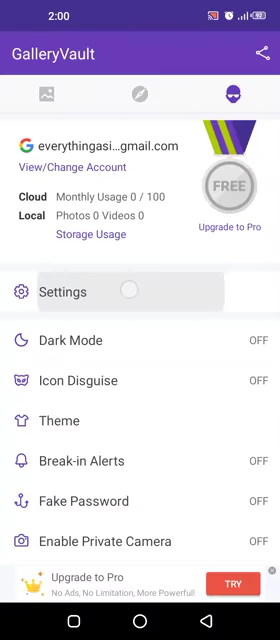 2:00
92
GalleryVault
everythingasi...gmail.com
View/Change Account
Cloud Monthly Usage 0 / 100
Local Photos 0 Videos 0
Storage Usage
FREE
Upgrade to Pro
Settings
Dark Mode OFF
Icon Disguise OFF
Theme
Break-in Alerts OFF
Fake Password OFF
Enable Private Camera OFF
Upgrade to Pro
No Ads, No Limitation, More Powerful!
TRY